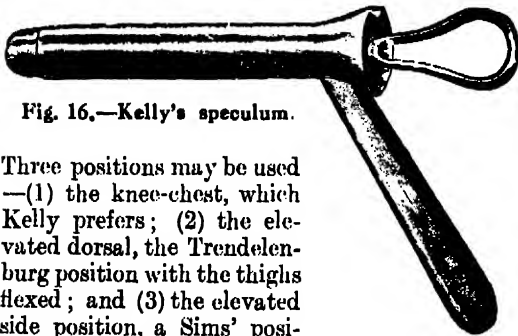 Fig. 16.—Kelly's speculum.
Three positions may be used
—(1) the knee-chest, which
Kelly prefers; (2) the ele-
vated dorsal, the Trendelen-
burg position with the thighs
flexed; and (3) the elevated
side position, a Sims' posi-